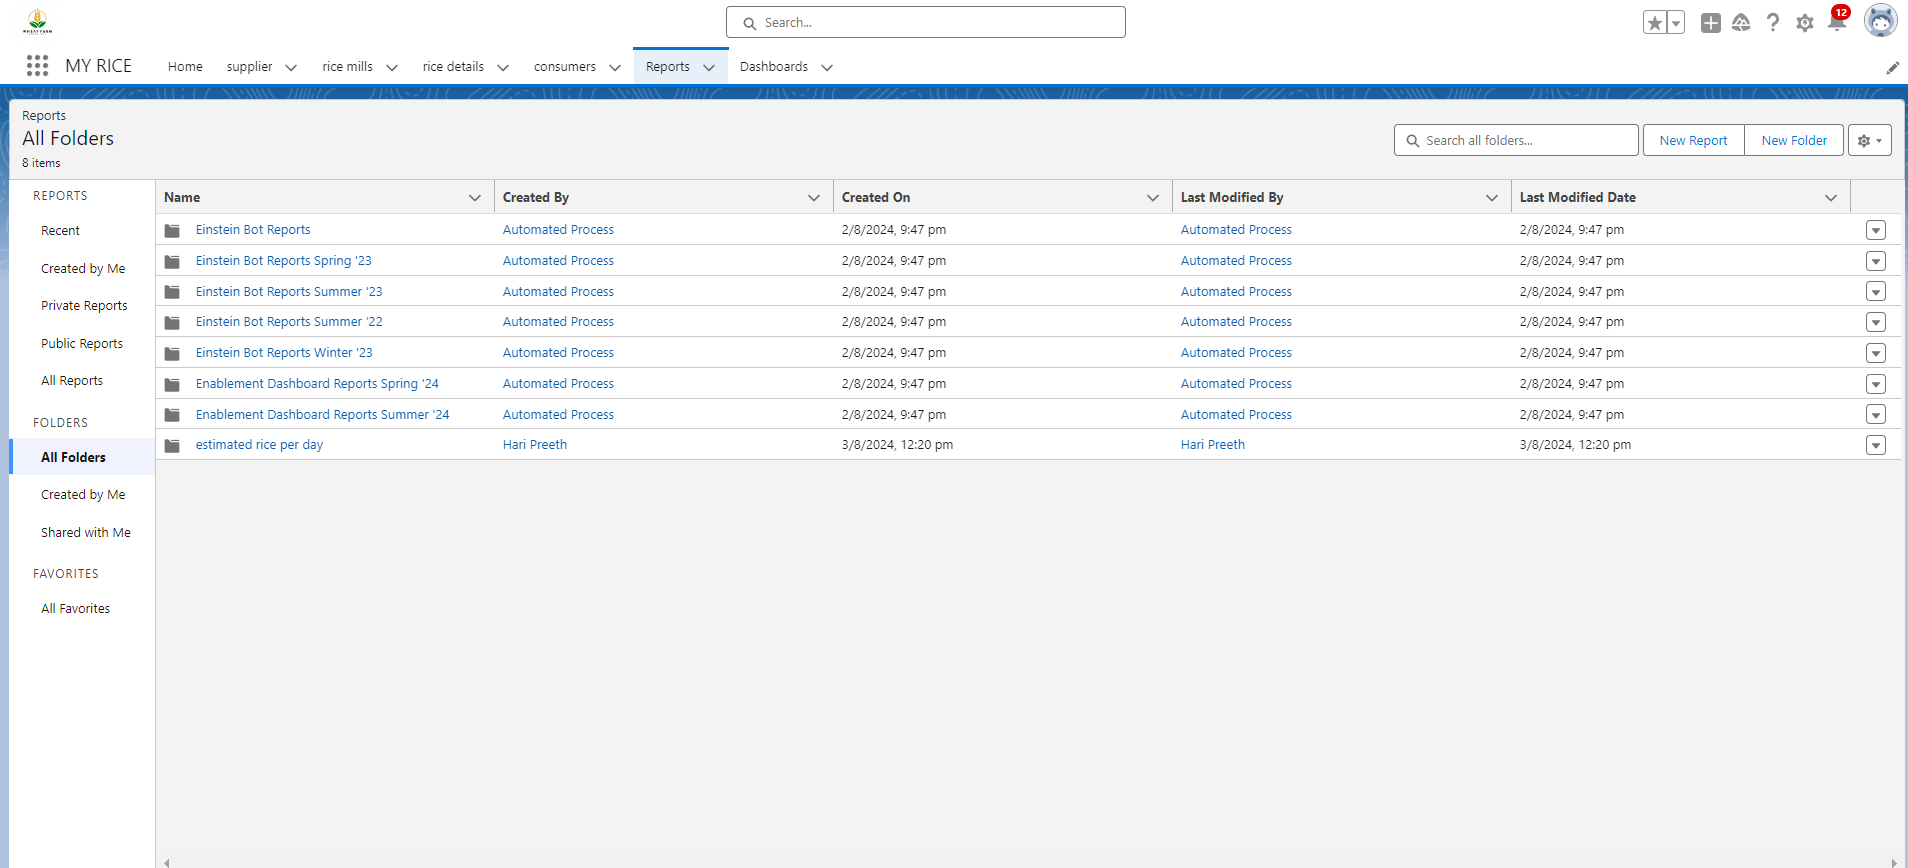 WHEAT FARM
Search...
12
MY RICE
Home
supplier
rice mills
rice details
consumers
Reports
Dashboards
Reports
All Folders
8 items
Search all folders...
New Report
New Folder
REPORTS
Recent
Created by Me
Private Reports
Public Reports
All Reports
FOLDERS
All Folders
Created by Me
Shared with Me
FAVORITES
All Favorites
Name Created By Created On Last Modified By Last Modified Date
Einstein Bot Reports Automated Process 2/8/2024, 9:47 pm Automated Process 2/8/2024, 9:47 pm
Einstein Bot Reports Spring '23 Automated Process 2/8/2024, 9:47 pm Automated Process 2/8/2024, 9:47 pm
Einstein Bot Reports Summer '23 Automated Process 2/8/2024, 9:47 pm Automated Process 2/8/2024, 9:47 pm
Einstein Bot Reports Summer '22 Automated Process 2/8/2024, 9:47 pm Automated Process 2/8/2024, 9:47 pm
Einstein Bot Reports Winter '23 Automated Process 2/8/2024, 9:47 pm Automated Process 2/8/2024, 9:47 pm
Enablement Dashboard Reports Spring '24 Automated Process 2/8/2024, 9:47 pm Automated Process 2/8/2024, 9:47 pm
Enablement Dashboard Reports Summer '24 Automated Process 2/8/2024, 9:47 pm Automated Process 2/8/2024, 9:47 pm
estimated rice per day Hari Preeth 3/8/2024, 12:20 pm Hari Preeth 3/8/2024, 12:20 pm